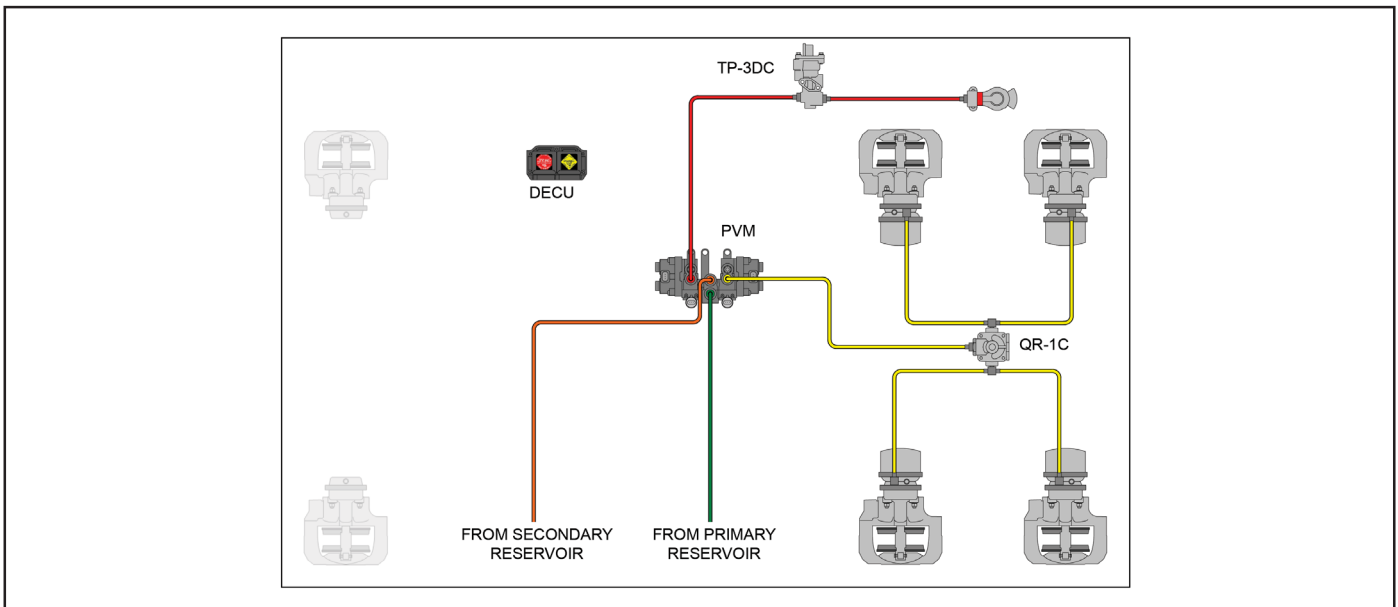 TP-3DC
DECU
PVM
QR-1C
FROM SECONDARY
RESERVOIR
FROM PRIMARY
RESERVOIR